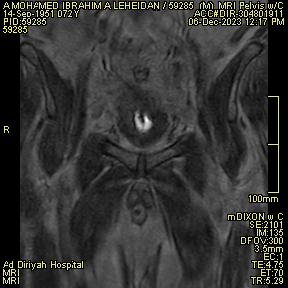 A MOHAMED IBRAHIM A LEHEIDAN / 59285 (M) MRI Pelvis w/C
14-Sep-1951 072Y ACC#DIR-304801911
PID:59285 06-Dec-2023 12:17 PM
59285
R
100mm
mDIXON w C
SE:2101
IM:135
DFOV:300
3.5mm
EC:1
Ad Diriyah Hospital TE:4.75
MRI ET:70
MRI TR:5.29